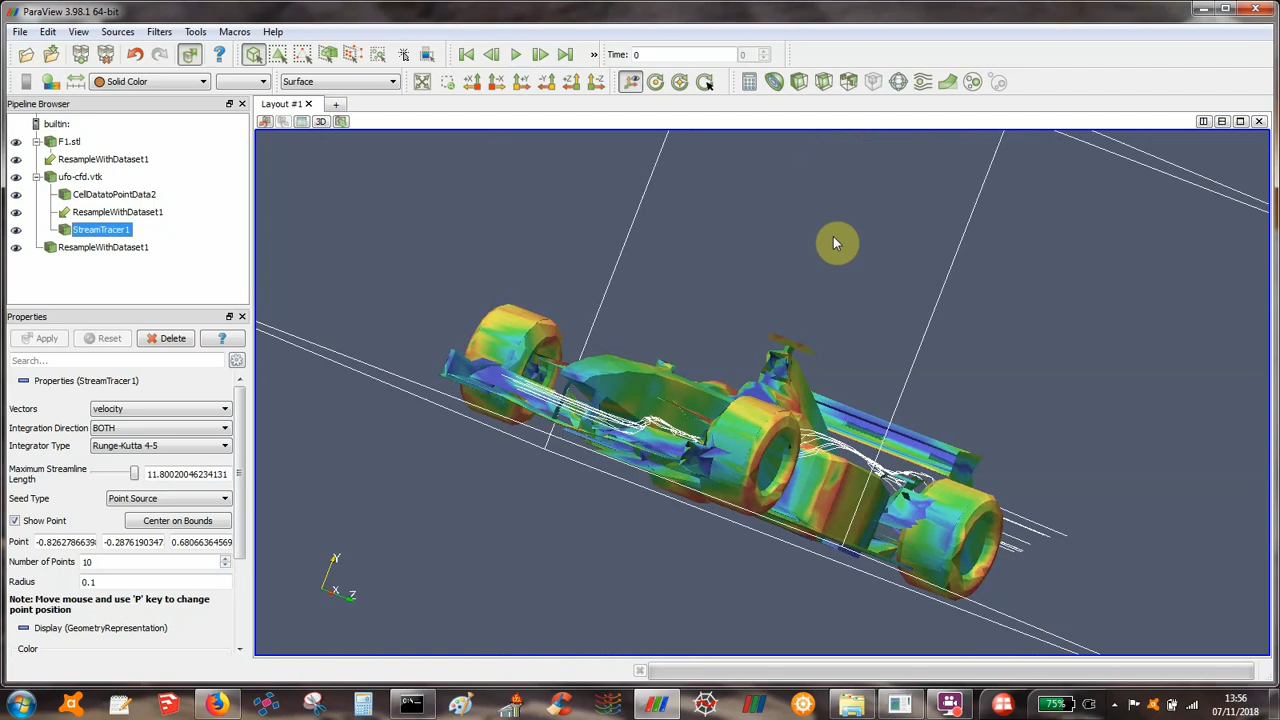 ParaView 3.98.1 64-bit
File Edit View Sources Filters Tools Macros Help
Time: 0 0
Solid Color Surface
Pipeline Browser Layout #1
3D
builtin:
F1.stl
ResampleWithDataset1
ufo-cfd.vtk
CellDatatoPointData2
ResampleWithDataset1
StreamTracer1
ResampleWithDataset1
Properties
Apply Reset Delete ?
Search...
Properties (StreamTracer1)
Vectors velocity
Integration Direction BOTH
Integrator Type Runge-Kutta 4-5
Maximum Streamline
Length 11.80020046234131
Seed Type Point Source
Show Point Center on Bounds
Point -0.8262786639 -0.2876190347 0.68066364569
Number of Points 10
Radius 0.1
Note: Move mouse and use 'P' key to change
point position
Display (GeometryRepresentation)
Color
Y
X Z
75% 13:56
07/11/2018